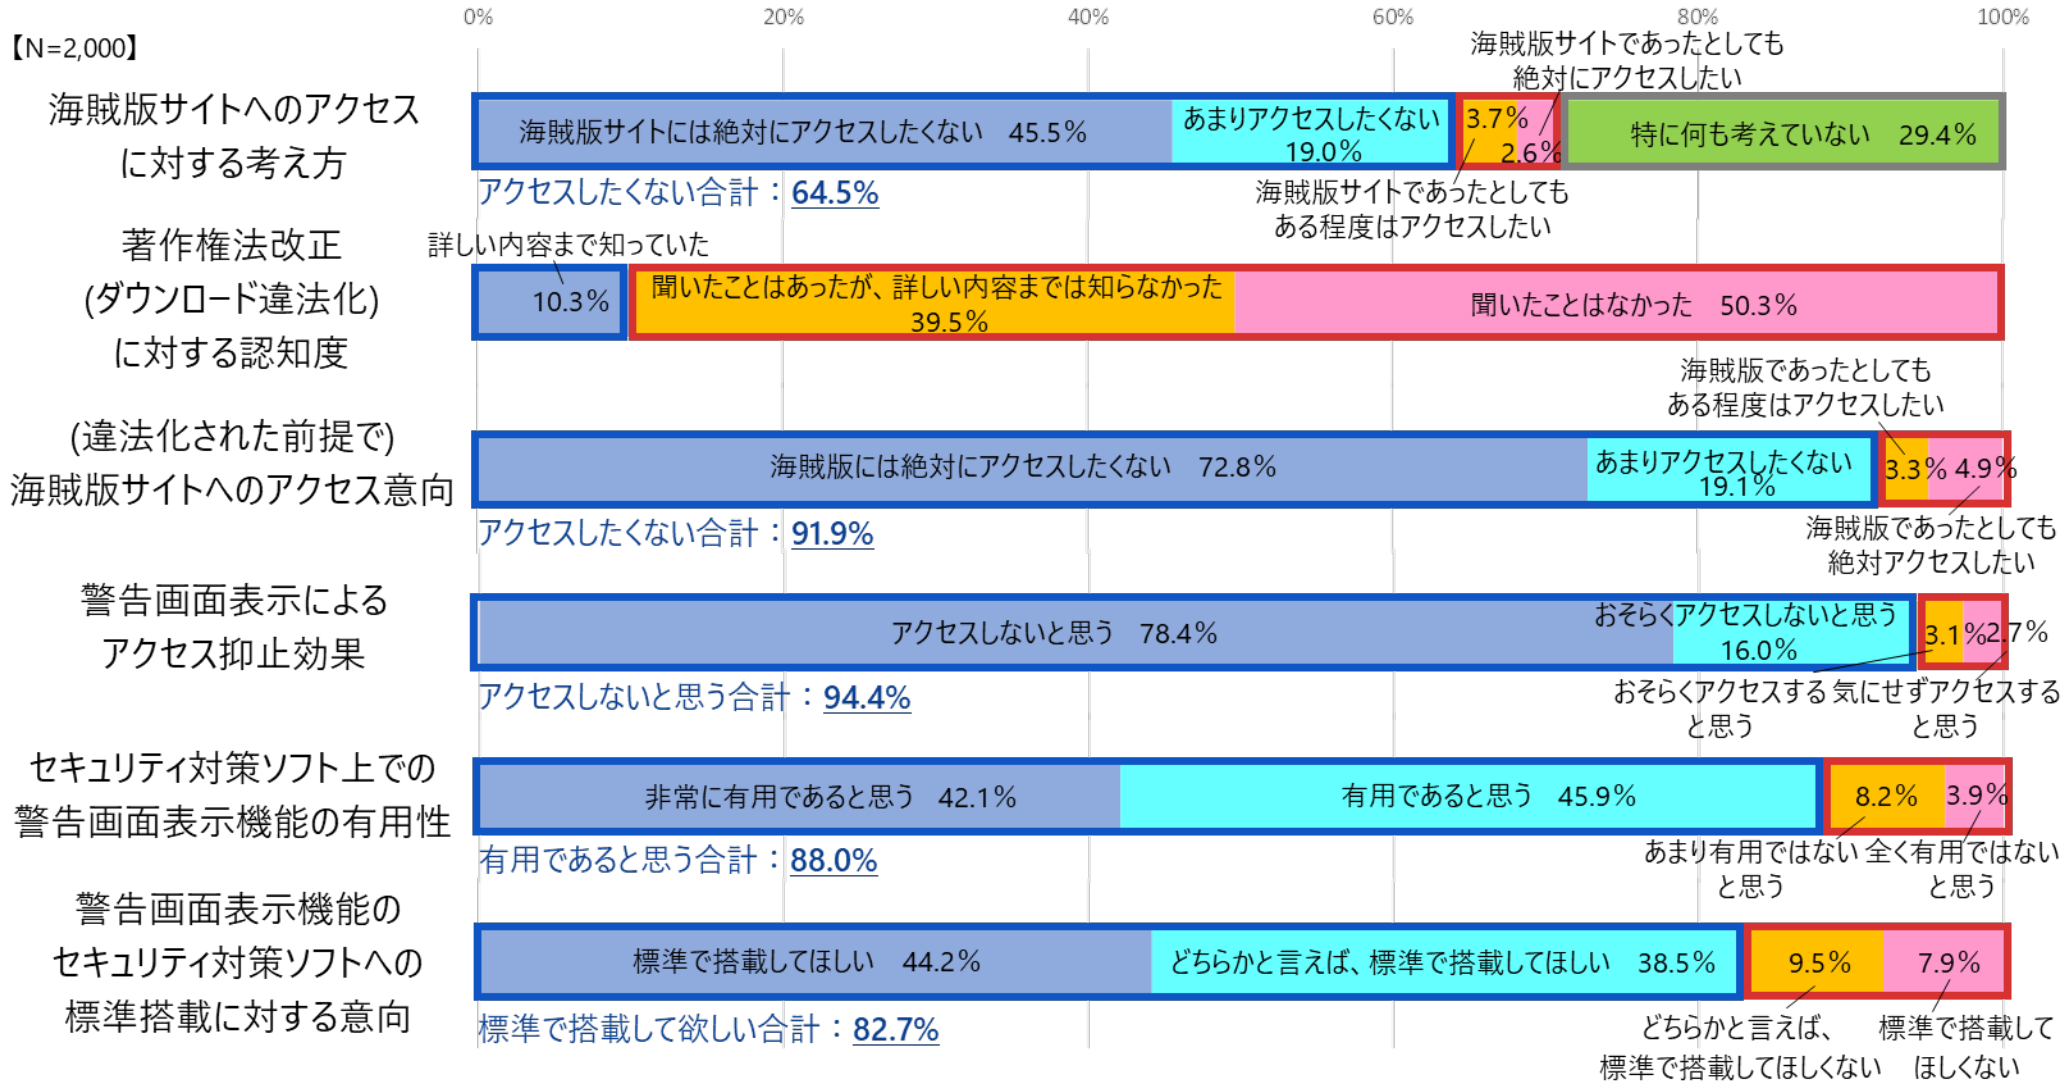 0% 20% 40% 60% 80% 100%
【N=2,000】
海賊版サイトであったとしても
絶対にアクセスしたい
海賊版サイトへのアクセス
に対する考え方
海賊版サイトには絶対にアクセスしたくない 45.5%
あまりアクセスしたくない
19.0%
3.7%
2.6%
特に何も考えていない 29.4%
アクセスしたくない合計：64.5%
海賊版サイトであったとしても
ある程度はアクセスしたい
著作権法改正
(ダウンロード違法化)
に対する認知度
詳しい内容まで知っていた
10.3%
聞いたことはあったが、詳しい内容までは知らなかった
39.5%
聞いたことはなかった 50.3%
海賊版であったとしても
ある程度はアクセスしたい
(違法化された前提で)
海賊版サイトへのアクセス意向
海賊版には絶対にアクセスしたくない 72.8%
あまりアクセスしたくない
19.1%
3.3% 4.9%
アクセスしたくない合計：91.9%
海賊版であったとしても
絶対アクセスしたい
警告画面表示による
アクセス抑止効果
アクセスしないと思う 78.4%
おそらくアクセスしないと思う
16.0%
3.1% 2.7%
アクセスしないと思う合計：94.4%
おそらくアクセスする
と思う
気にせずアクセスする
と思う
セキュリティ対策ソフト上での
警告画面表示機能の有用性
非常に有用であると思う 42.1%
有用であると思う 45.9%
8.2% 3.9%
有用であると思う合計：88.0%
あまり有用ではない
と思う
全く有用ではない
と思う
警告画面表示機能の
セキュリティ対策ソフトへの
標準搭載に対する意向
標準で搭載してほしい 44.2%
どちらかと言えば、標準で搭載してほしい 38.5%
9.5% 7.9%
標準で搭載して欲しい合計：82.7%
どちらかと言えば、
標準で搭載してほしくない
標準で搭載して
ほしくない